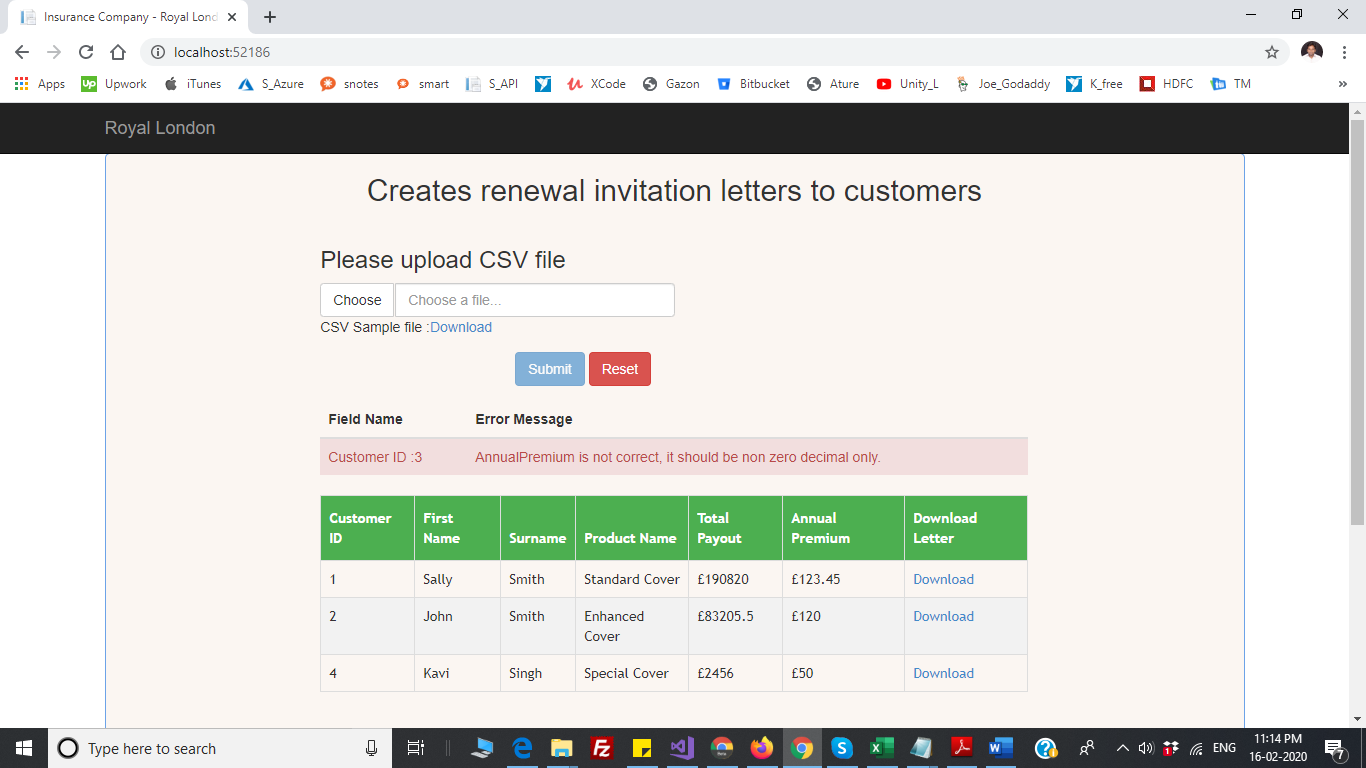 Insurance Company - Royal Lond
localhost:52186
Apps Upwork iTunes S_Azure snotes smart S_API XCode Gazon Bitbucket Ature Unity_L Joe_Godaddy K_free HDFC TM »
Royal London
Creates renewal invitation letters to customers
Please upload CSV file
Choose Choose a file...
CSV Sample file :Download
Submit Reset
Field Name Error Message
Customer ID :3 AnnualPremium is not correct, it should be non zero decimal only.
Customer ID First Name Surname Product Name Total Payout Annual Premium Download Letter
1 Sally Smith Standard Cover £190820 £123.45 Download
2 John Smith Enhanced Cover £83205.5 £120 Download
4 Kavi Singh Special Cover £2456 £50 Download
Type here to search
ENG
11:14 PM
16-02-2020
7